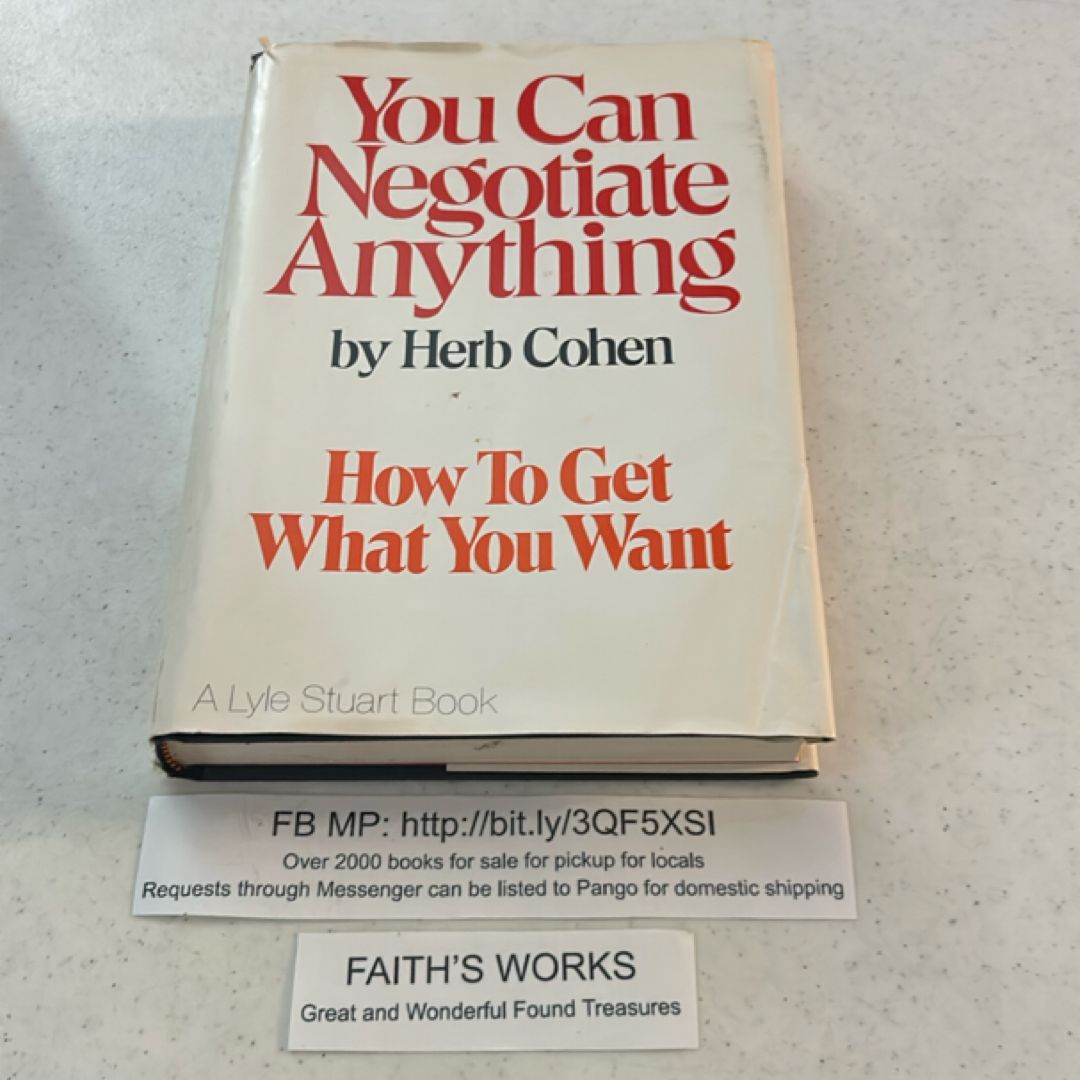 You Can
Negotiate
Anything
by Herb Cohen
How To Get
What You Want
A Lyle Stuart Book
FB MP: http://bit.ly/3QF5XSI
Over 2000 books for sale for pickup for locals
Requests through Messenger can be listed to Pango for domestic shipping
FAITH'S WORKS
Great and Wonderful Found Treasures